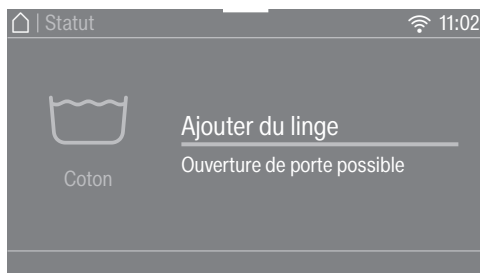 | Statut 11:02
Ajouter du linge
Ouverture de porte possible
Coton